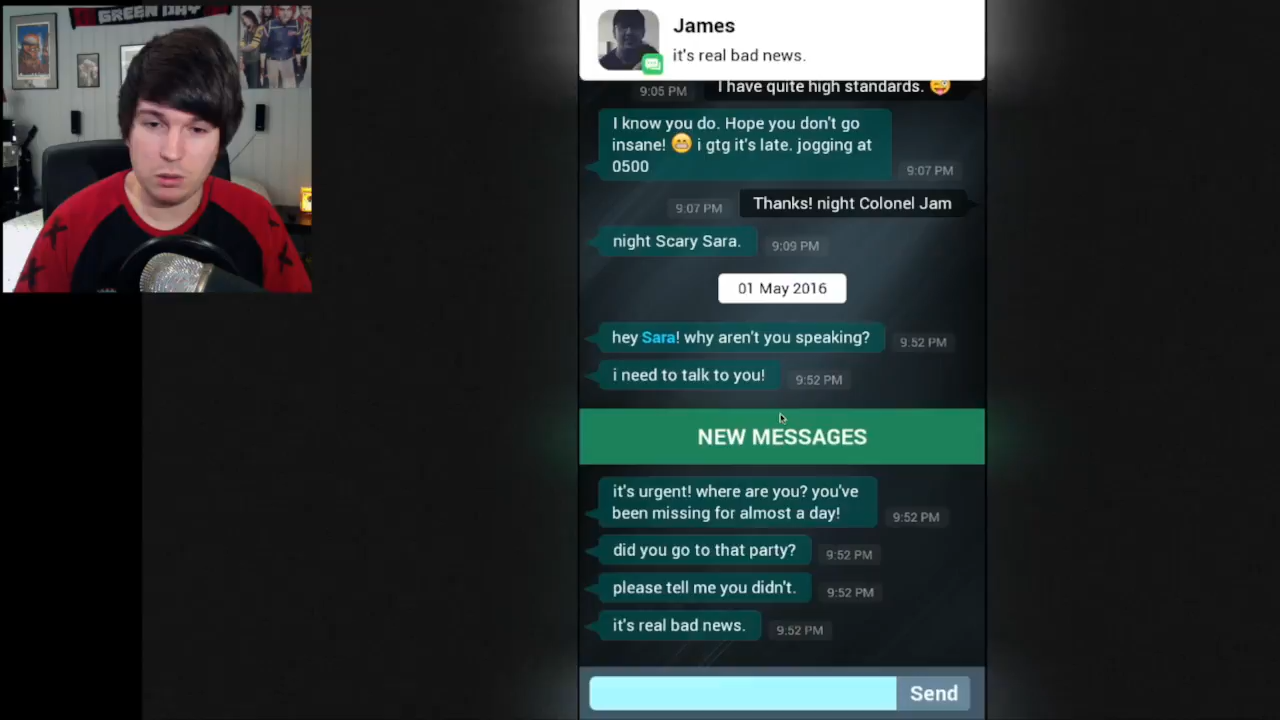 GREEN DAY
James
it's real bad news.
I have quite high standards. 😜
9:05 PM
I know you do. Hope you don't go
insane! 😁 i gtg it's late. jogging at
0500
9:07 PM
Thanks! night Colonel Jam
9:07 PM
night Scary Sara.
9:09 PM
01 May 2016
hey Sara! why aren't you speaking?
9:52 PM
i need to talk to you!
9:52 PM
NEW MESSAGES
it's urgent! where are you? you've
been missing for almost a day!
9:52 PM
did you go to that party?
9:52 PM
please tell me you didn't.
9:52 PM
it's real bad news.
9:52 PM
Send